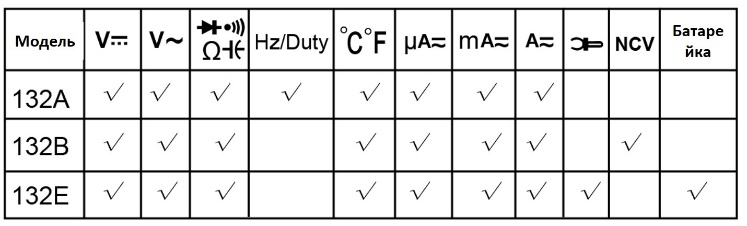 Модель V⎓ V~ Ω Hz/Duty °C°F µA≂ mA≂ A≂ NCV Батаре
йка
132A √ √ √ √ √ √ √ √
132B √ √ √ √ √ √ √ √
132E √ √ √ √ √ √ √ √ √